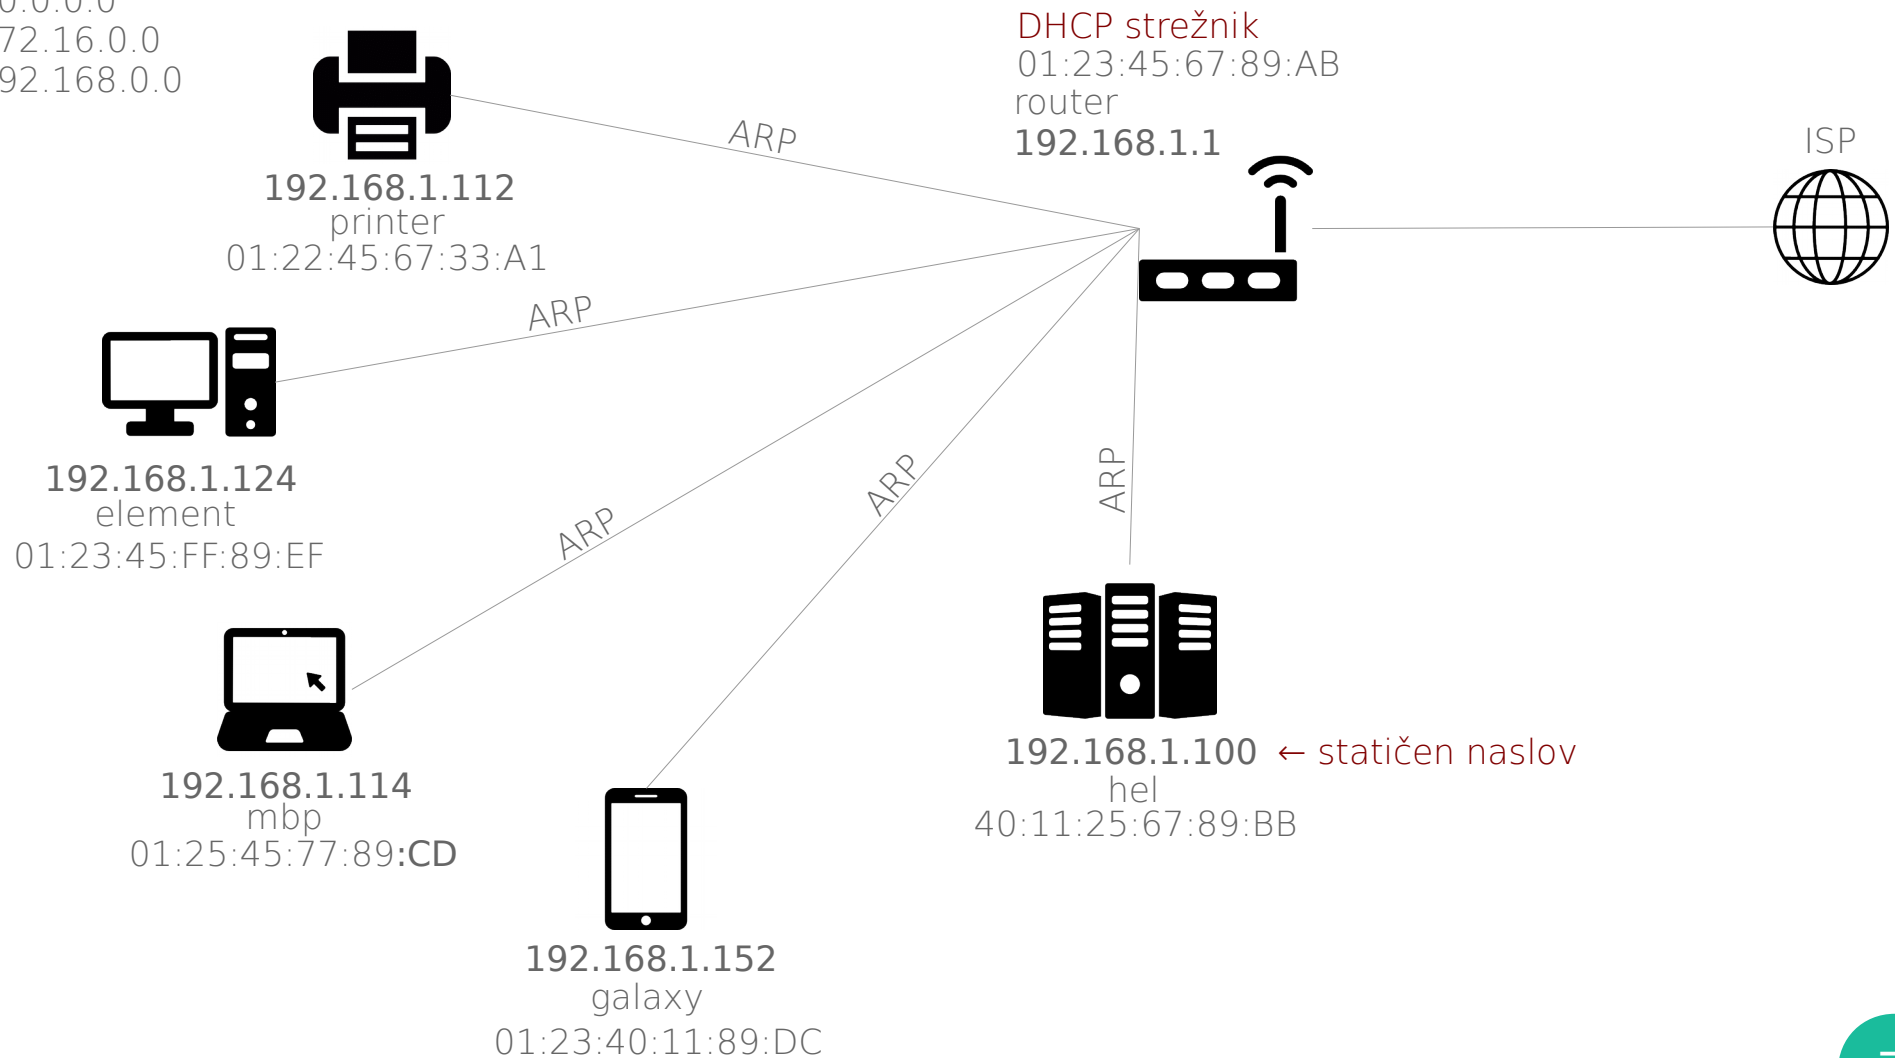 0.0.0.0
72.16.0.0
92.168.0.0
DHCP strežnik
01:23:45:67:89:AB
router
192.168.1.1
ISP
ARP
192.168.1.112
printer
01:22:45:67:33:A1
ARP
192.168.1.124
element
01:23:45:FF:89:EF
ARP
ARP
ARP
192.168.1.114
mbp
01:25:45:77:89:CD
192.168.1.100 ← statičen naslov
hel
40:11:25:67:89:BB
192.168.1.152
galaxy
01:23:40:11:89:DC